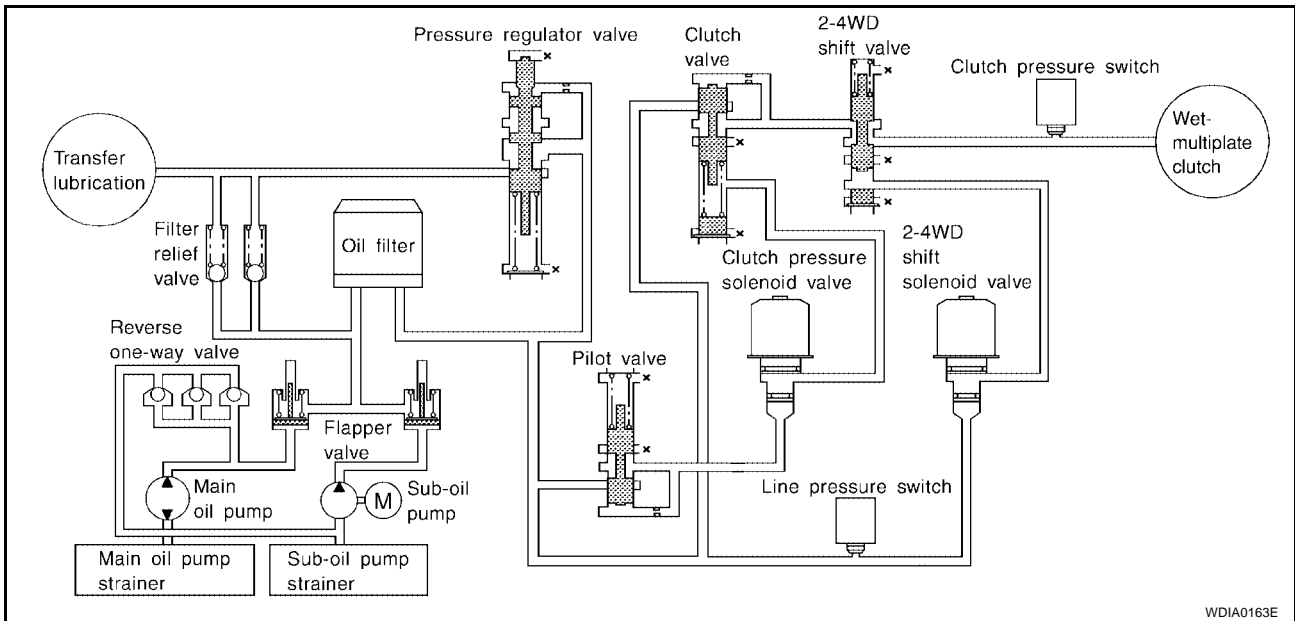 Pressure regulator valve
Clutch
valve
2-4WD
shift valve
Clutch pressure switch
Transfer
lubrication
Wet-
multiplate
clutch
Filter
relief
valve
Oil filter
Clutch pressure
solenoid valve
2-4WD
shift
solenoid valve
Reverse
one-way valve
Pilot valve
Flapper
valve
Main
oil pump
M
Sub-oil
pump
Line pressure switch
Main oil pump
strainer
Sub-oil pump
strainer
WDIA0163E